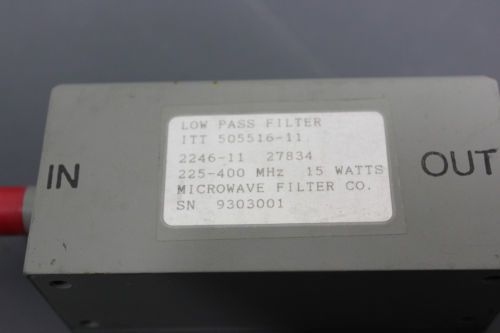 LOW PASS FILTER
ITT 505516-11
2246-11 27834
225-400 MHz 15 WATTS
MICROWAVE FILTER CO.
SN 9303001
IN
OUT